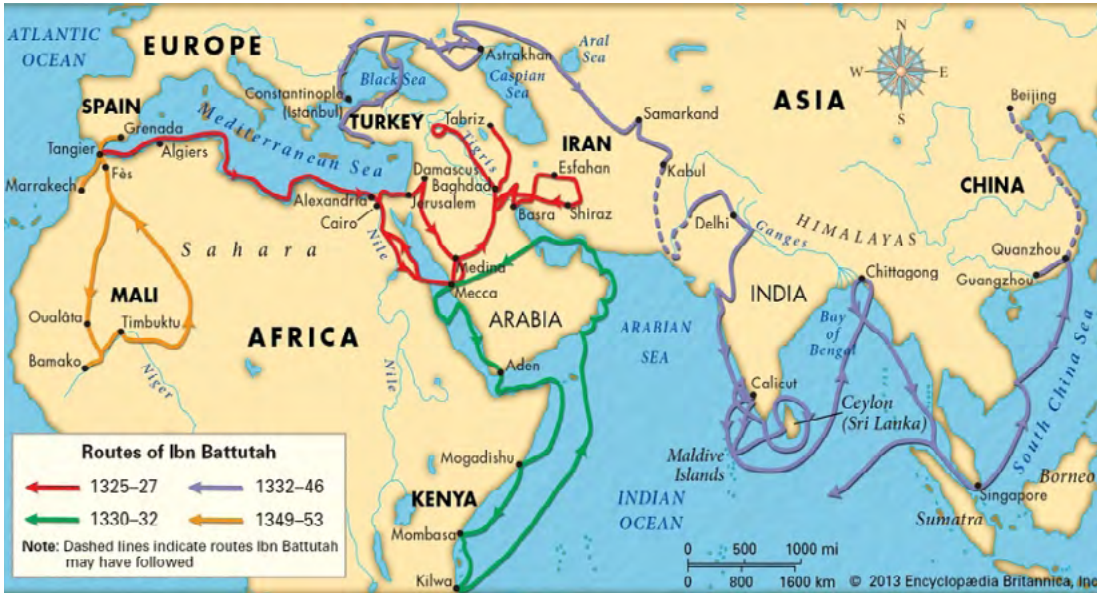 ATLANTIC
OCEAN
EUROPE
SPAIN
Grenada
Tangier
Algiers
Fès
Marrakech
Mediterranean Sea
Constantinople
(Istanbul)
Black Sea
TURKEY
Astrakhan
Caspian
Sea
Aral
Sea
ASIA
N
W
E
S
Beijing
Samarkand
Kabul
CHINA
Tabriz
Tigris
IRAN
Esfahan
Damascus
Baghdad
Jerusalem
Alexandria
Cairo
Basra
Shiraz
Delhi
Ganges
HIMALAYAS
Quanzhou
Guangzhou
Sahara
Nile
Medina
Mecca
INDIA
Chittagong
MALI
Oualâta
Timbuktu
Bamako
Niger
AFRICA
ARABIA
ARABIAN
SEA
Bay
of
Bengal
Aden
Nile
Calicut
Ceylon
(Sri Lanka)
Maldive
Islands
South China Sea
Mogadishu
KENYA
Mombasa
Kilwa
INDIAN
OCEAN
Singapore
Sumatra
Borneo
Routes of Ibn Battutah
1325–27
1332–46
1330–32
1349–53
Note: Dashed lines indicate routes Ibn Battutah
may have followed
0 500 1000 mi
0 800 1600 km
© 2013 Encyclopædia Britannica, Inc